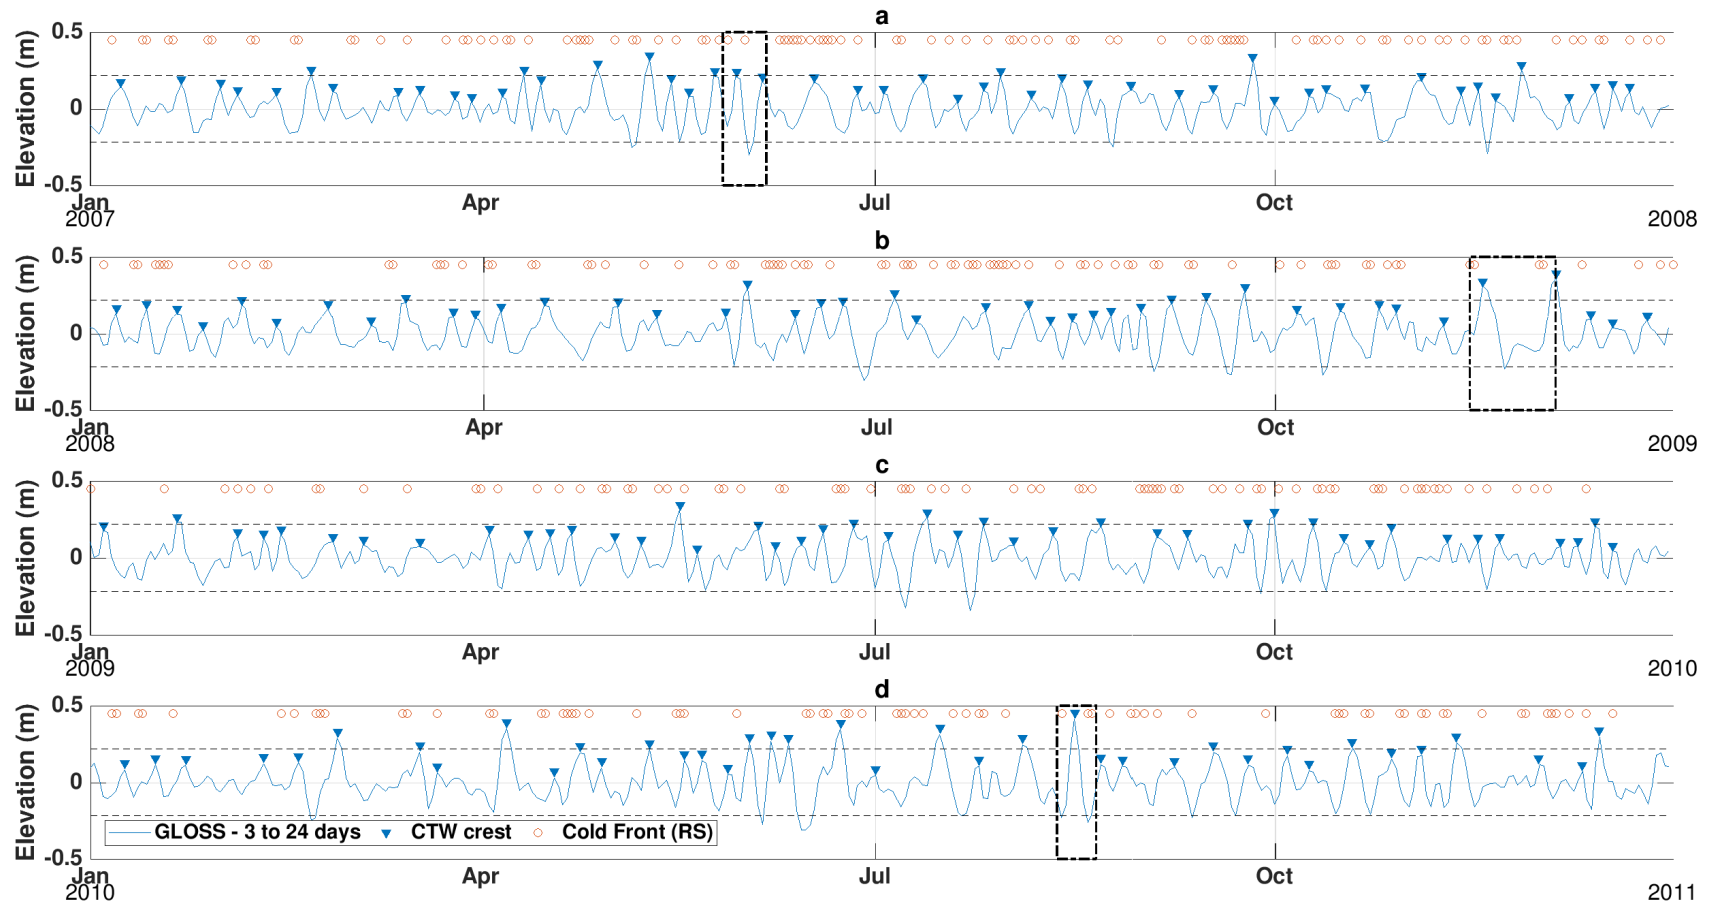 a
0.5
0
-0.5
Elevation (m)
Jan Apr Jul Oct
2007 2008
b
0.5
0
-0.5
Elevation (m)
Jan Apr Jul Oct
2008 2009
c
0.5
0
-0.5
Elevation (m)
Jan Apr Jul Oct
2009 2010
d
0.5
0
-0.5
Elevation (m)
GLOSS - 3 to 24 days CTW crest Cold Front (RS)
Jan Apr Jul Oct
2010 2011